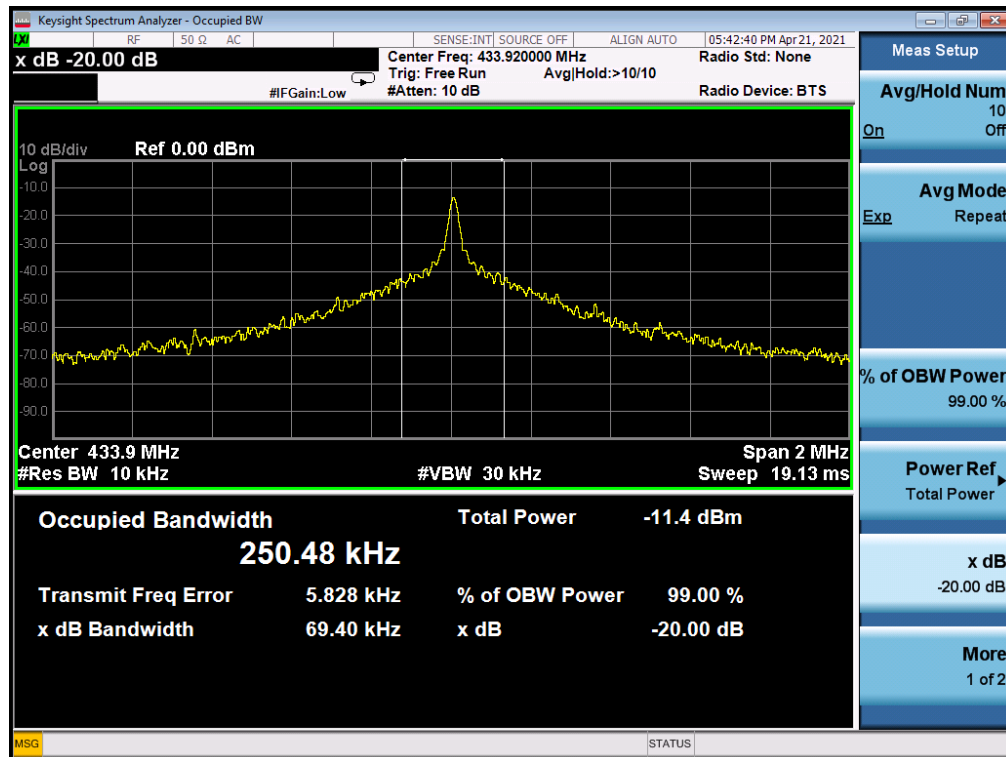 Keysight Spectrum Analyzer - Occupied BW
LXI
RF 50 Ω AC SENSE:INT SOURCE OFF ALIGN AUTO 05:42:40 PM Apr 21, 2021
x dB -20.00 dB
Center Freq: 433.920000 MHz Radio Std: None
Trig: Free Run Avg|Hold:>10/10
#IFGain:Low #Atten: 10 dB Radio Device: BTS
10 dB/div Ref 0.00 dBm
Log
-10.0
-20.0
-30.0
-40.0
-50.0
-60.0
-70.0
-80.0
-90.0
Center 433.9 MHz Span 2 MHz
#Res BW 10 kHz #VBW 30 kHz Sweep 19.13 ms
Occupied Bandwidth Total Power -11.4 dBm
250.48 kHz
Transmit Freq Error 5.828 kHz % of OBW Power 99.00 %
x dB Bandwidth 69.40 kHz x dB -20.00 dB
MSG STATUS
Meas Setup
Avg/Hold Num
10
On Off
Avg Mode
Exp Repeat
% of OBW Power
99.00 %
Power Ref
Total Power
x dB
-20.00 dB
More
1 of 2